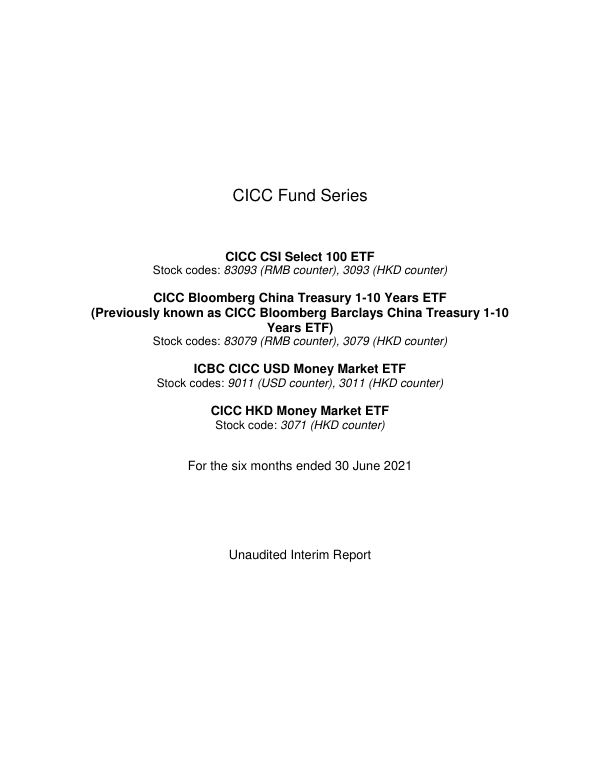 CICC Fund Series
CICC CSI Select 100 ETF
Stock codes: 83093 (RMB counter), 3093 (HKD counter)
CICC Bloomberg China Treasury 1-10 Years ETF
(Previously known as CICC Bloomberg Barclays China Treasury 1-10
Years ETF)
Stock codes: 83079 (RMB counter), 3079 (HKD counter)
ICBC CICC USD Money Market ETF
Stock codes: 9011 (USD counter), 3011 (HKD counter)
CICC HKD Money Market ETF
Stock code: 3071 (HKD counter)
For the six months ended 30 June 2021
Unaudited Interim Report